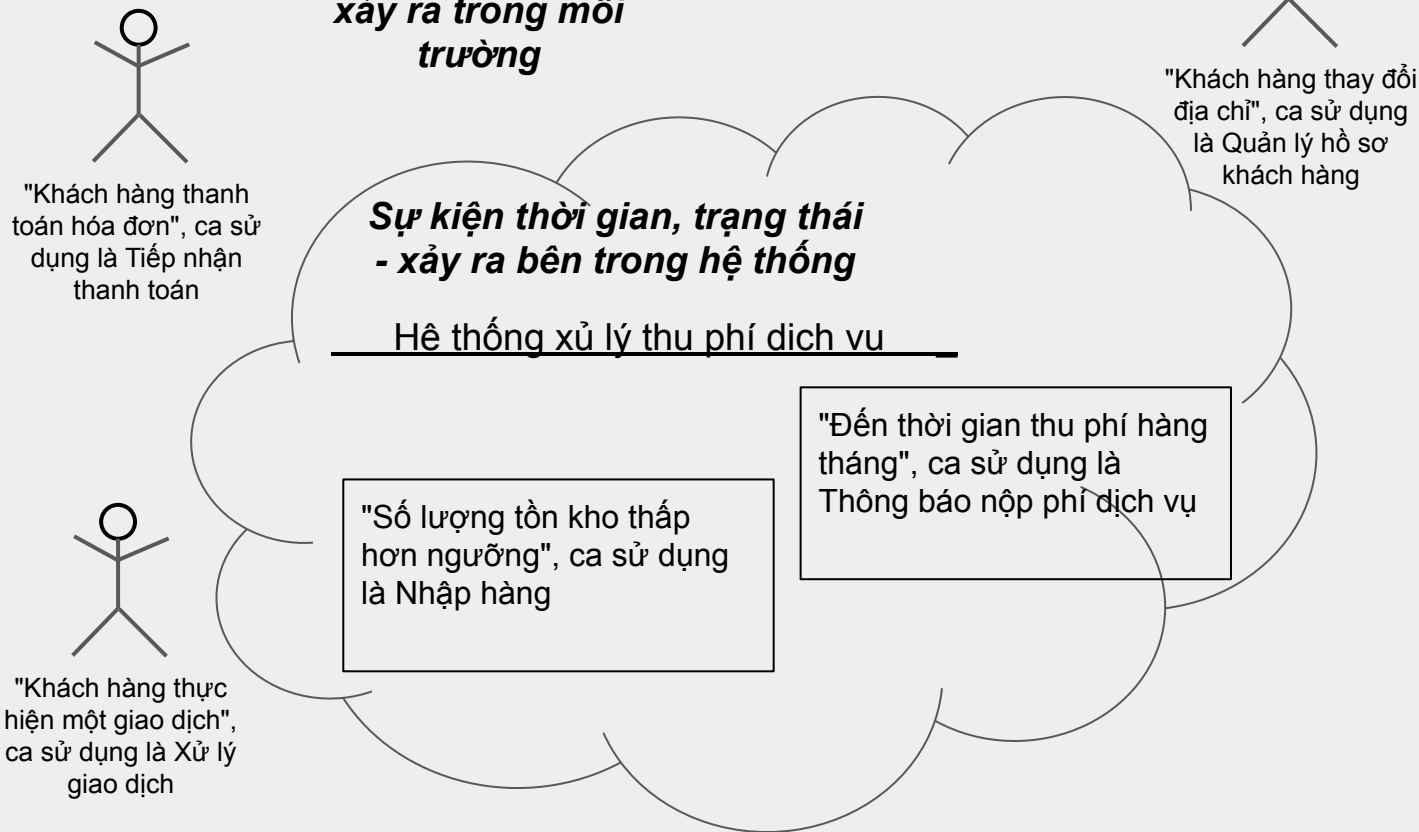 xảy ra trong môi
trường
"Khách hàng thay đổi
địa chỉ", ca sử dụng
là Quản lý hồ sơ
khách hàng
"Khách hàng thanh
toán hóa đơn", ca sử
dụng là Tiếp nhận
thanh toán
Sự kiện thời gian, trạng thái
- xảy ra bên trong hệ thống
Hê thống xủ lý thu phí dich vu
"Đến thời gian thu phí hàng
tháng", ca sử dụng là
Thông báo nộp phí dịch vụ
"Số lượng tồn kho thấp
hơn ngưỡng", ca sử dụng
là Nhập hàng
"Khách hàng thực
hiện một giao dịch",
ca sử dụng là Xử lý
giao dịch